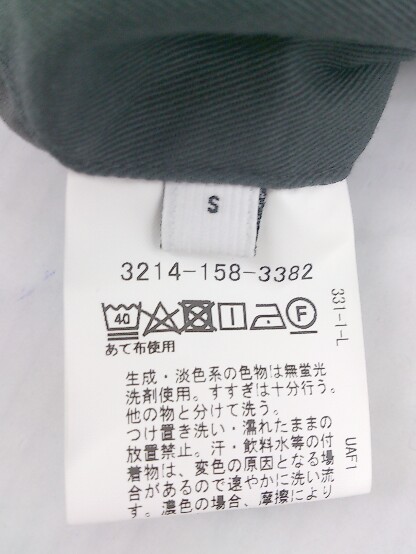 S
3214-158-3382
40 F
あて布使用
331-I-L
生成・淡色系の色物は無蛍光
洗剤使用。すすぎは十分行う。
他の物と分けて洗う。
つけ置き洗い・濡れたままの
放置禁止。汗・飲料水等の付
着物は、変色の原因となる場
合があるので速やかに洗い流
す。濃色の場合、摩擦により
UAF1